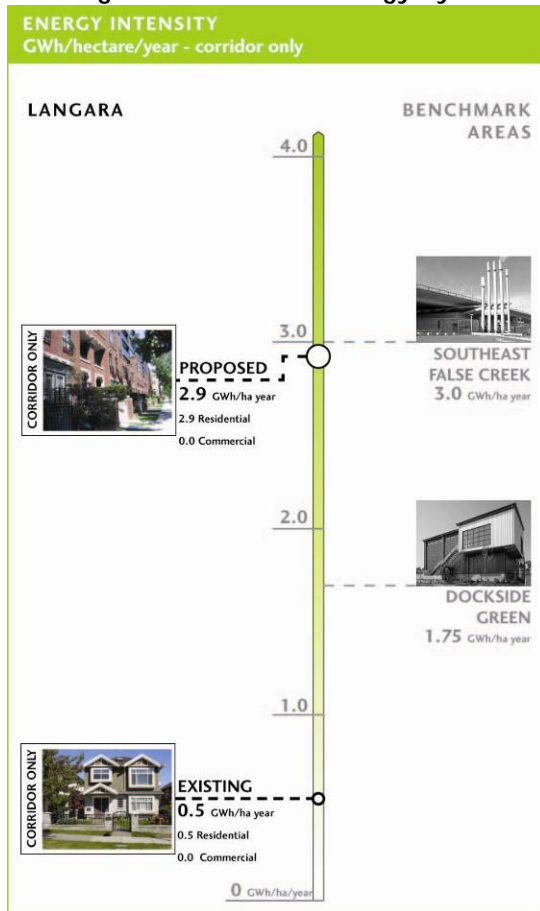 ENERGY INTENSITY
GWh/hectare/year - corridor only
LANGARA
BENCHMARK
AREAS
4.0
3.0
CORRIDOR ONLY
PROPOSED
2.9 GWh/ha year
2.9 Residential
0.0 Commercial
SOUTHEAST
FALSE CREEK
3.0 GWh/ha year
2.0
DOCKSIDE
GREEN
1.75 GWh/ha year
1.0
CORRIDOR ONLY
EXISTING
0.5 GWh/ha year
0.5 Residential
0.0 Commercial
0 GWh/ha/year